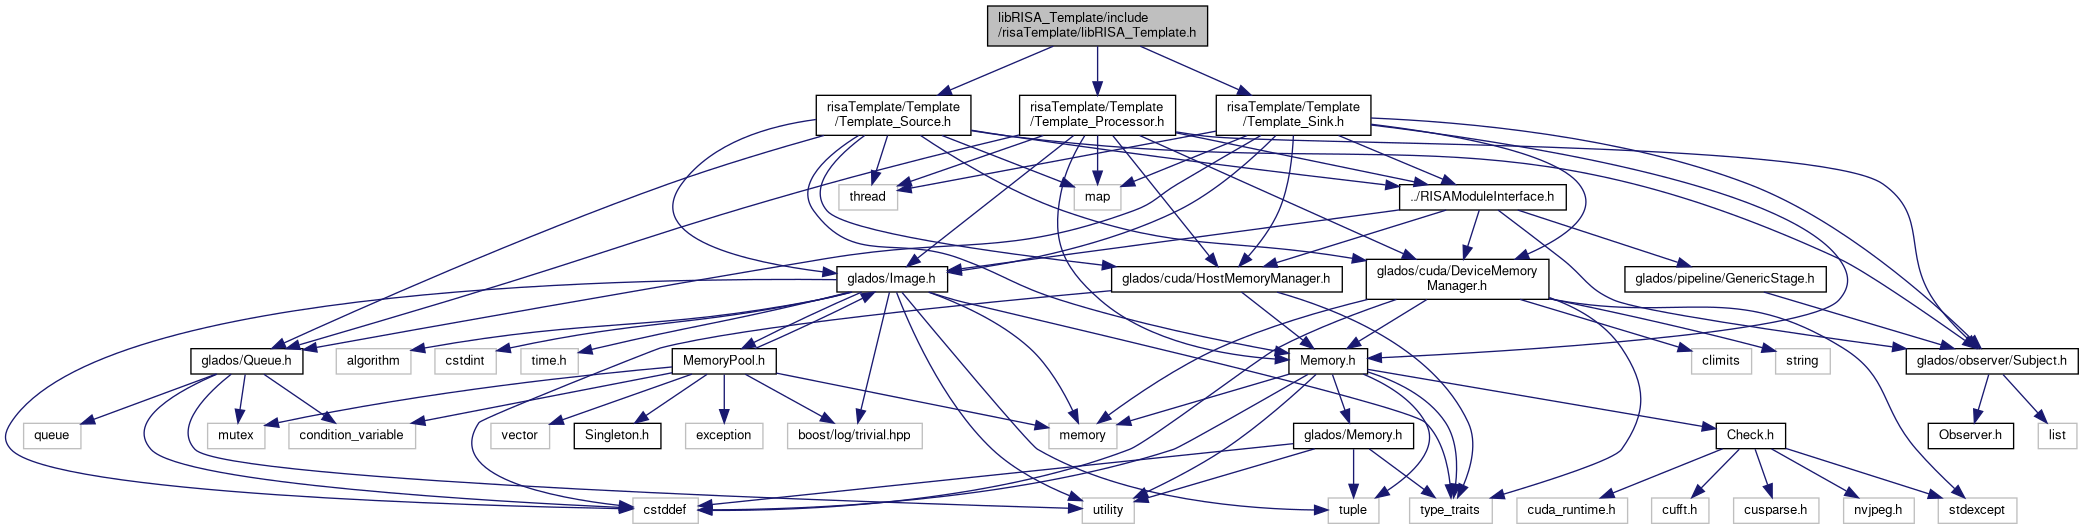 libRISA_Template/include
/risaTemplate/libRISA_Template.h
risaTemplate/Template
/Template_Source.h
risaTemplate/Template
/Template_Processor.h
risaTemplate/Template
/Template_Sink.h
thread
map
../RISAModuleInterface.h
glados/Image.h
glados/cuda/HostMemoryManager.h
glados/cuda/DeviceMemory
Manager.h
glados/pipeline/GenericStage.h
glados/Queue.h
algorithm
cstdint
time.h
MemoryPool.h
Memory.h
climits
string
glados/observer/Subject.h
queue
mutex
condition_variable
vector
Singleton.h
exception
boost/log/trivial.hpp
memory
glados/Memory.h
Check.h
Observer.h
list
cstddef
utility
tuple
type_traits
cuda_runtime.h
cufft.h
cusparse.h
nvjpeg.h
stdexcept